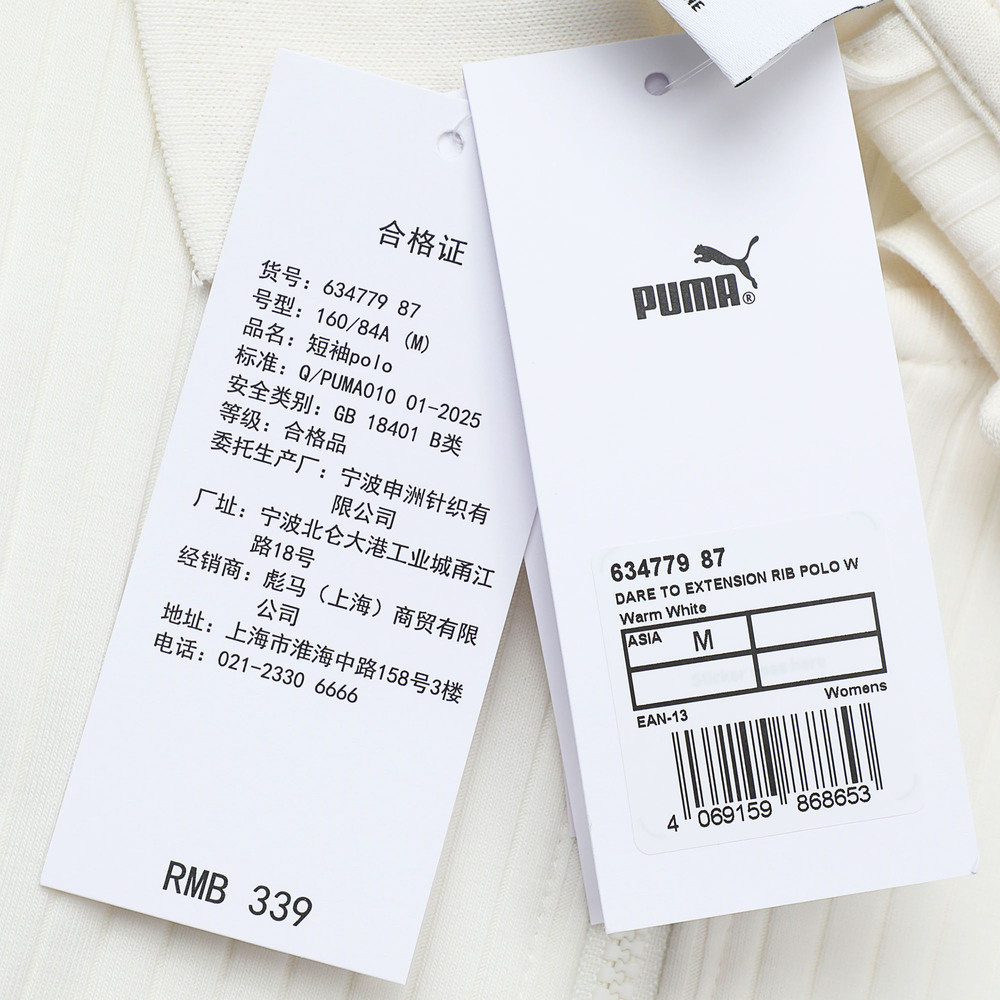 合格证
货号：634779 87
号型：160/84A（M）
品名：短袖polo
标准：Q/PUMA010 01-2025
安全类别：GB 18401 B类
等级：合格品
委托生产厂：宁波申洲针织有
限公司
厂址：宁波北仑大港工业城甬江
路18号
经销商：彪马（上海）商贸有限
公司
地址：上海市淮海中路158号3楼
电话：021-2330 6666
RMB 339
NE
PUMA®
634779 87
DARE TO EXTENSION RIB POLO W
Warm White
ASIA M
Womens
EAN-13
4 069159 868653